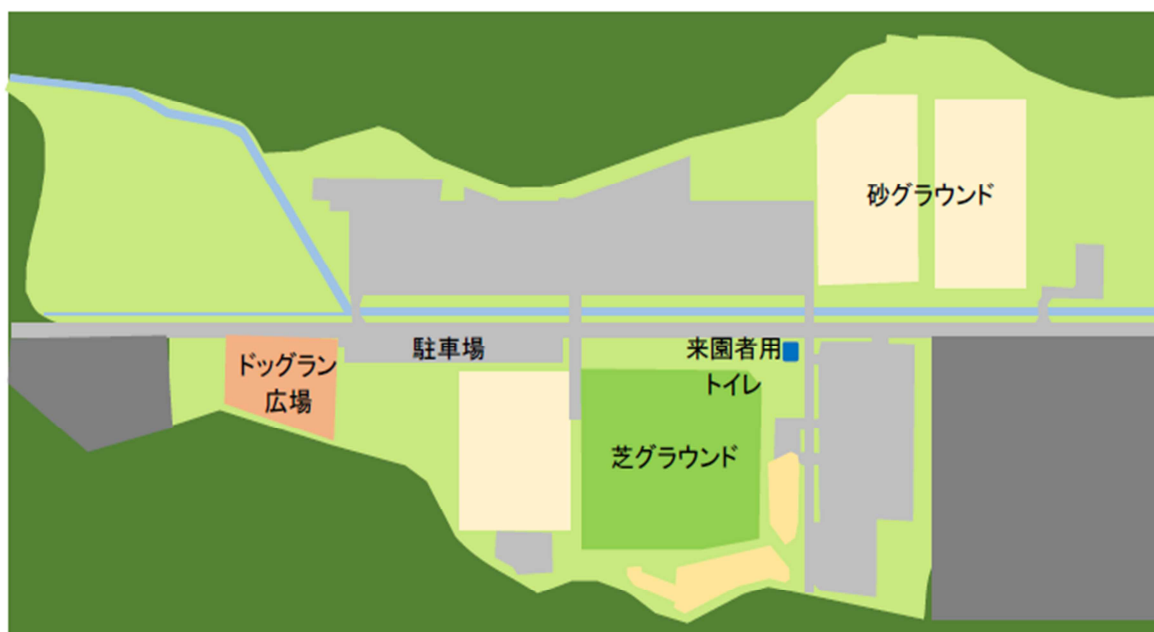 砂グラウンド
駐車場
来園者用
トイレ
ドッグラン
広場
芝グラウンド